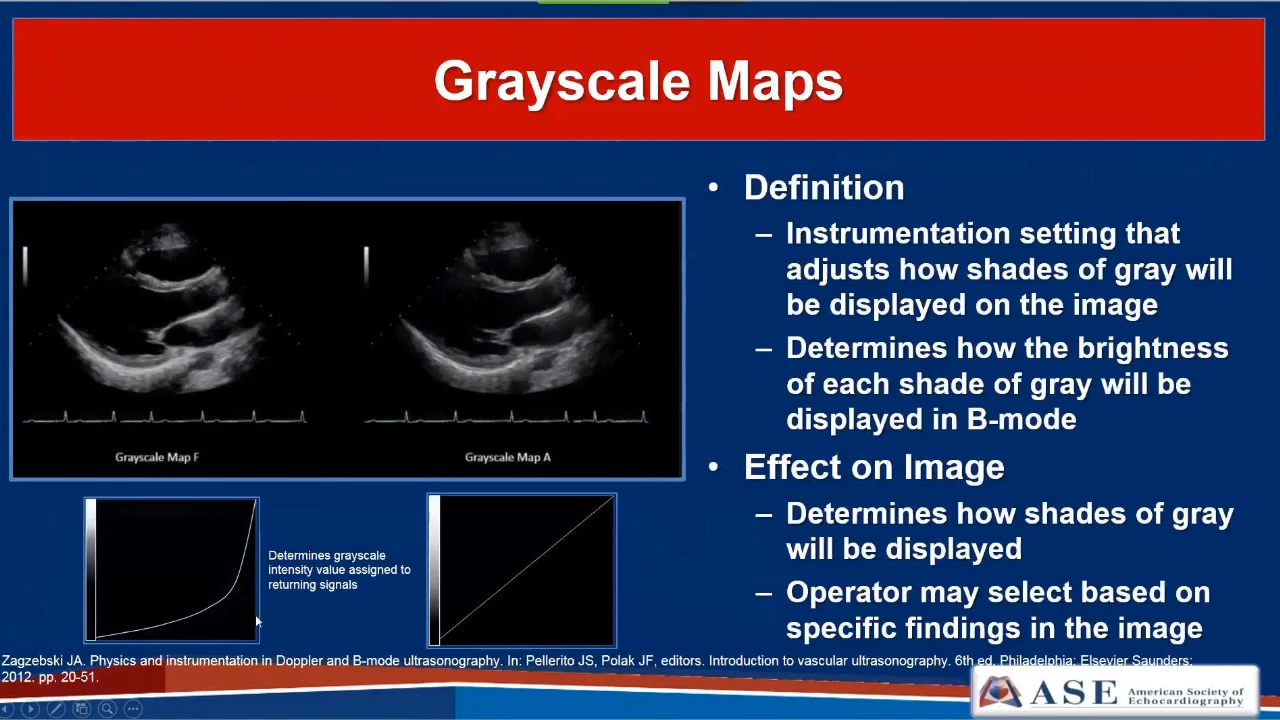 Grayscale Maps
Grayscale Map F
Grayscale Map A
Determines grayscale
intensity value assigned to
returning signals
• Definition
– Instrumentation setting that
adjusts how shades of gray will
be displayed on the image
– Determines how the brightness
of each shade of gray will be
displayed in B-mode
• Effect on Image
– Determines how shades of gray
will be displayed
– Operator may select based on
specific findings in the image
Zagzebski JA. Physics and instrumentation in Doppler and B-mode ultrasonography. In: Pellerito JS, Polak JF, editors. Introduction to vascular ultrasonography. 6th ed. Philadelphia: Elsevier Saunders;
2012. pp. 20-51.
ASE American Society of
Echocardiography